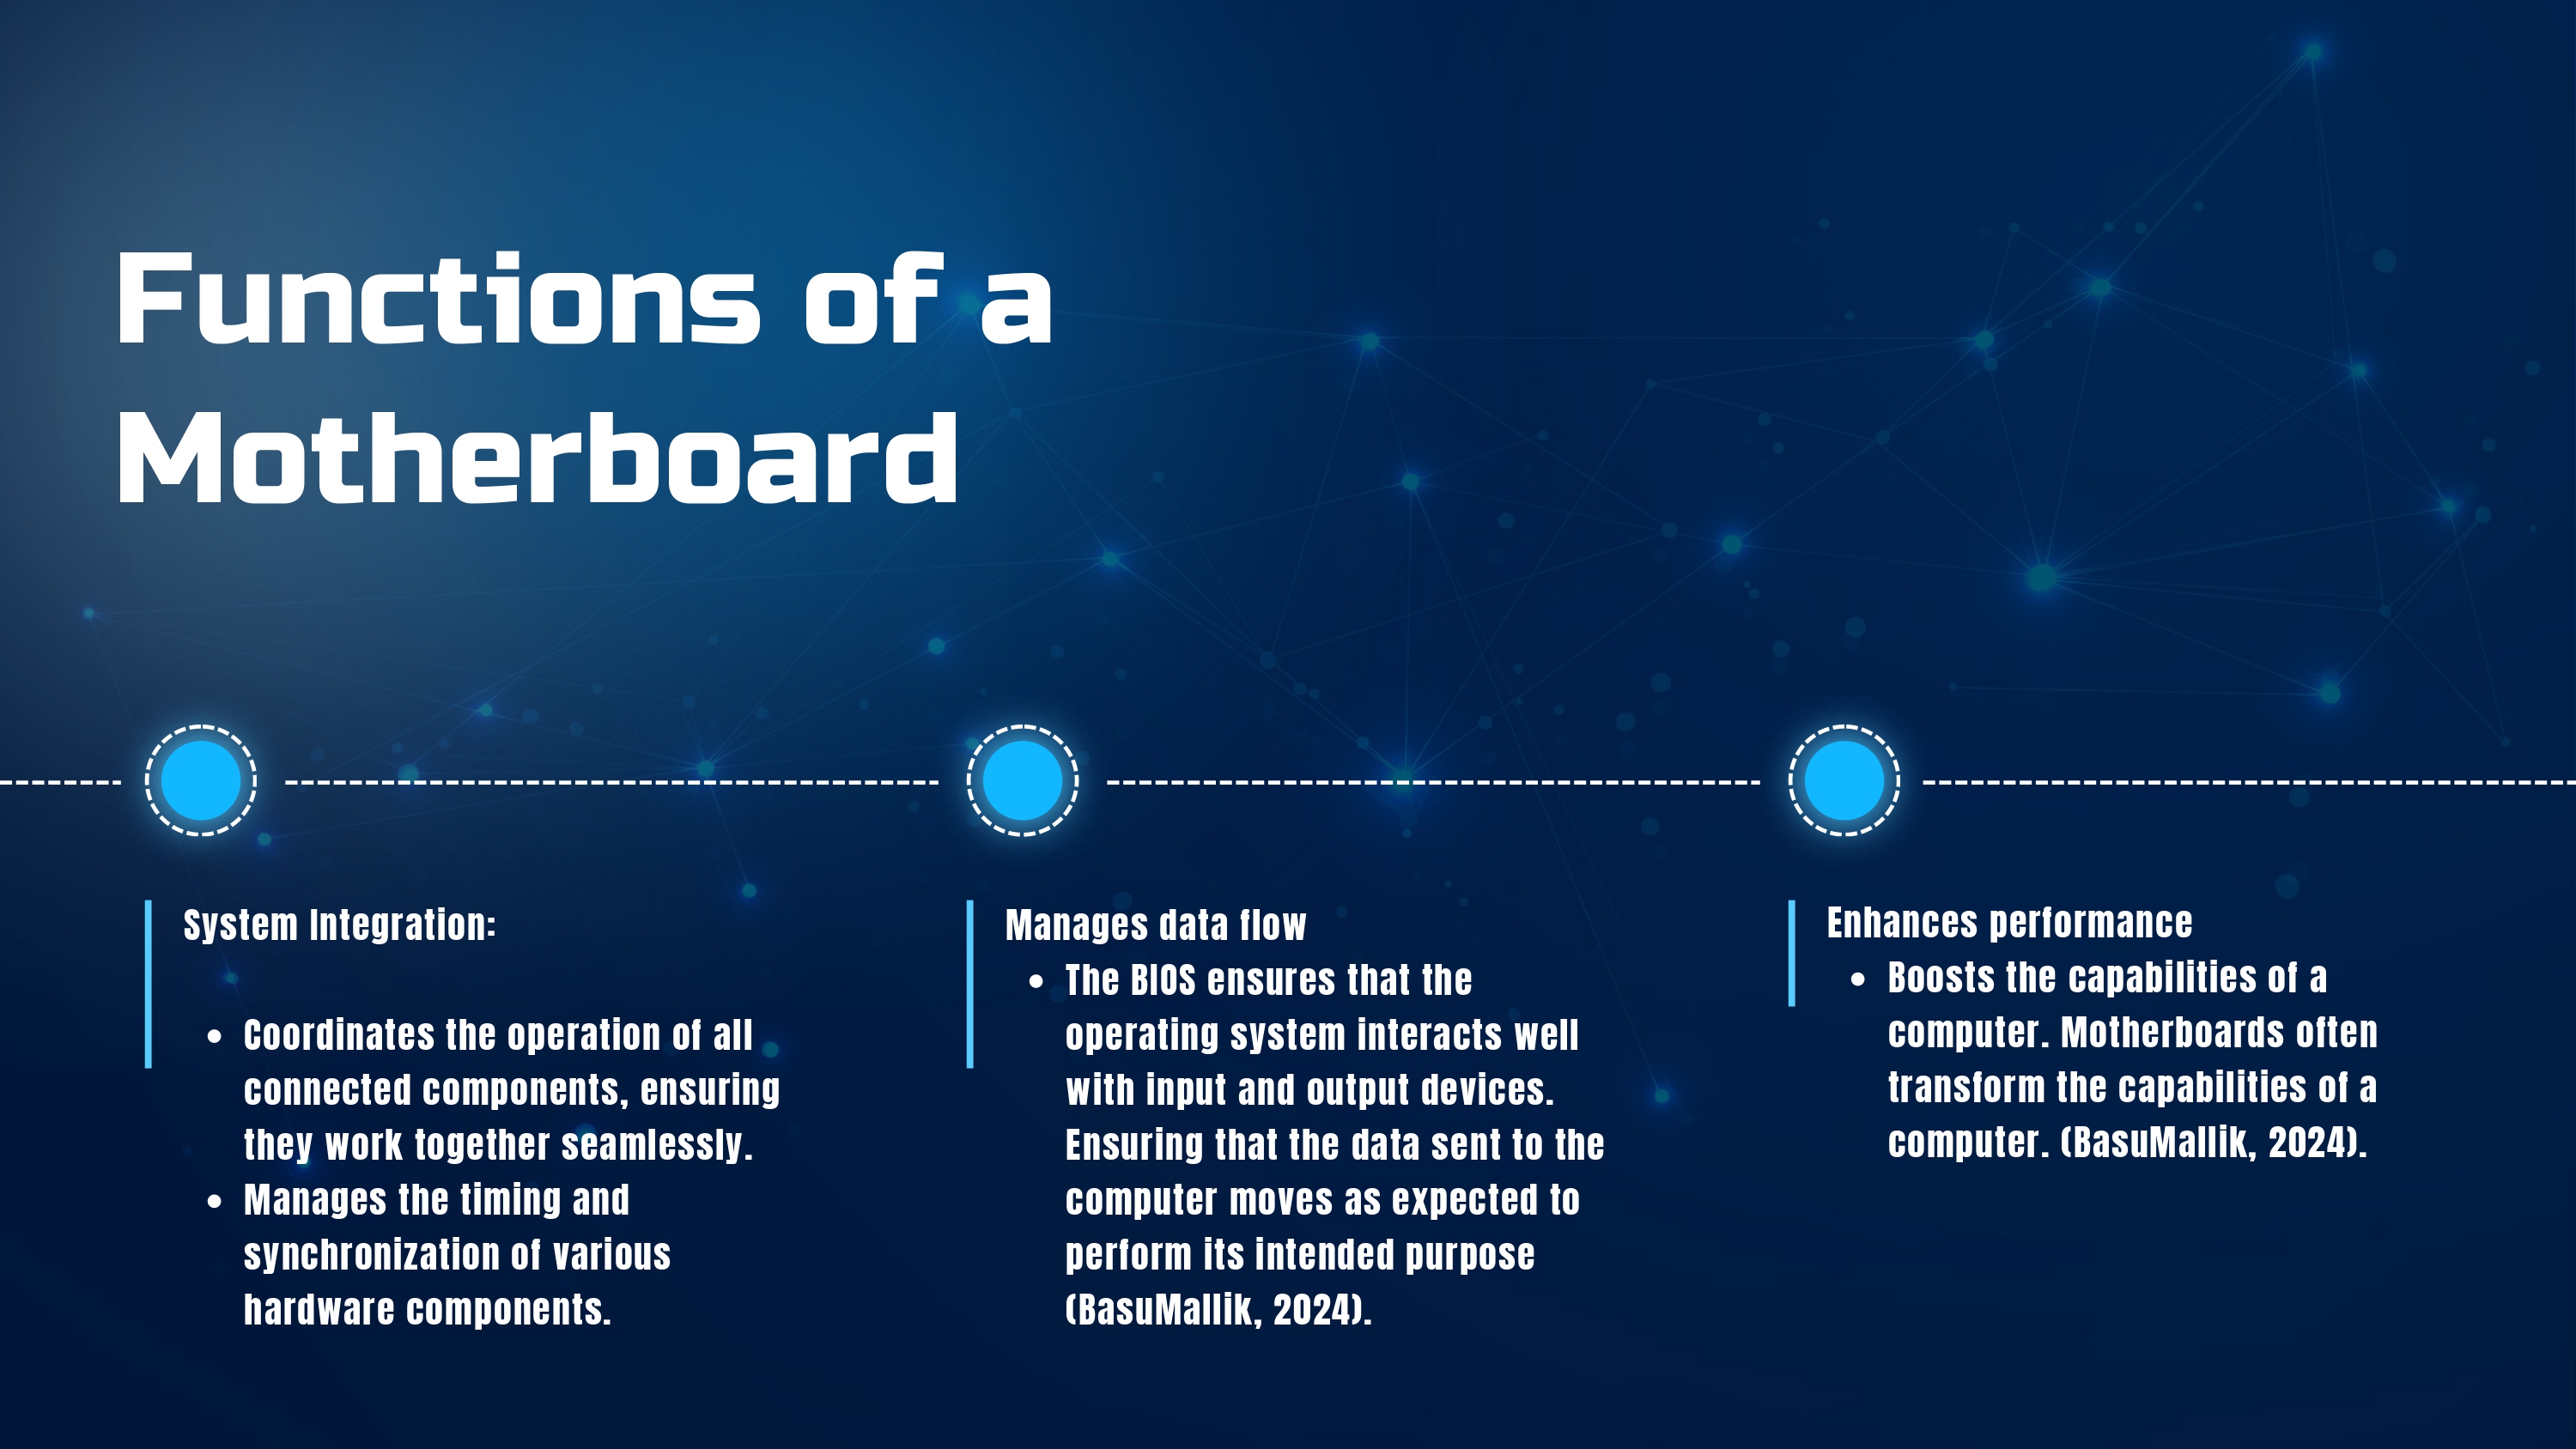 Functions of a
Motherboard
System Integration:
• Coordinates the operation of all
connected components, ensuring
they work together seamlessly.
• Manages the timing and
synchronization of various
hardware components.
Manages data flow
• The BIOS ensures that the
operating system interacts well
with input and output devices.
Ensuring that the data sent to the
computer moves as expected to
perform its intended purpose
(BasuMallik, 2024).
Enhances performance
• Boosts the capabilities of a
computer. Motherboards often
transform the capabilities of a
computer. (BasuMallik, 2024).